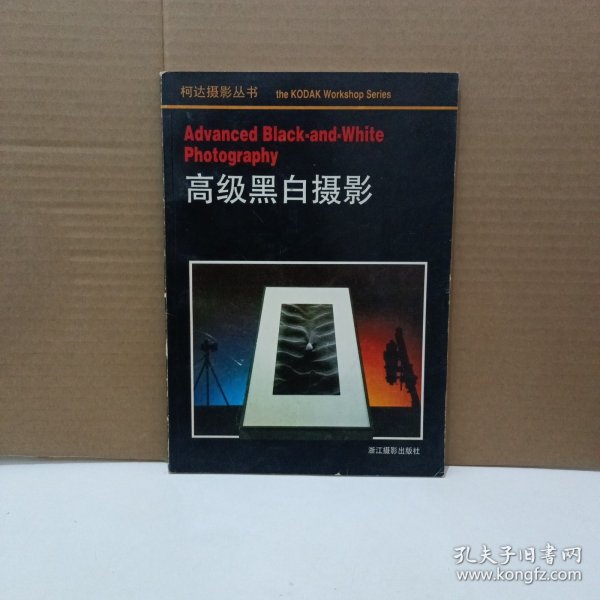 柯达摄影丛书 the KODAK Workshop Series
Advanced Black-and-White
Photography
高级黑白摄影
浙江摄影出版社
孔夫子旧书网
www.kongfz.com